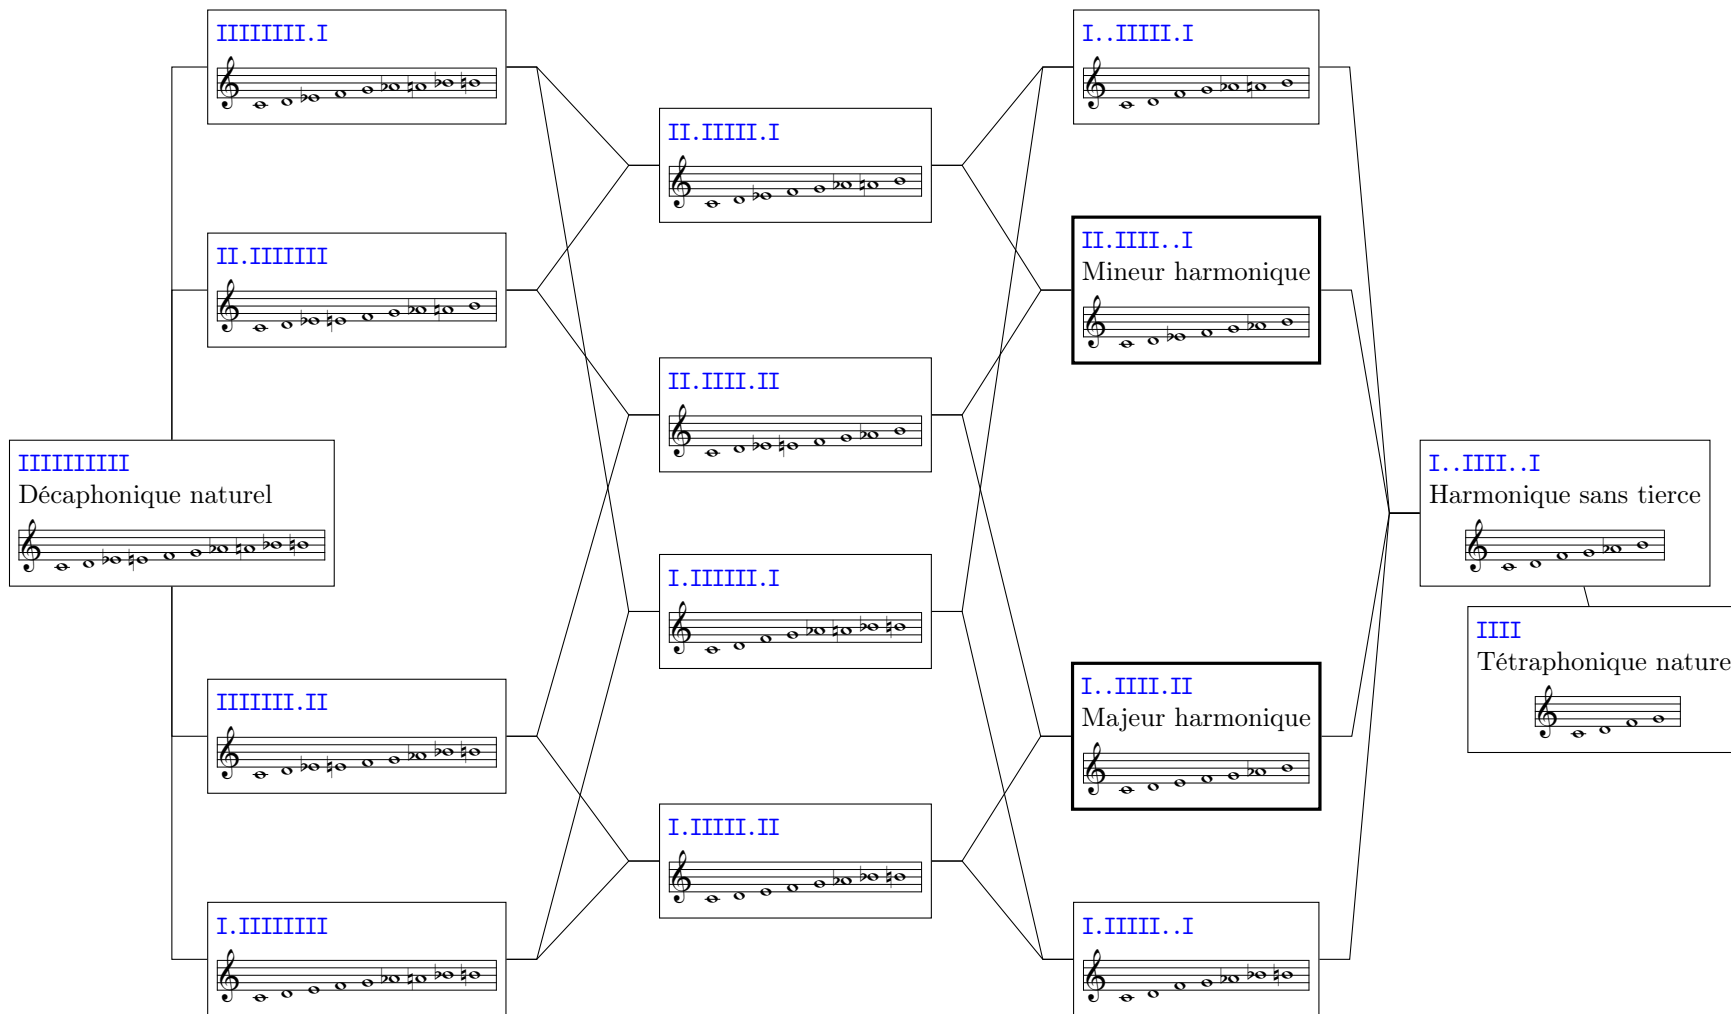 IIIIIIII.I
II.IIIIIII
IIIIIIIIII
Décaphonique naturel
IIIIIII.II
I.IIIIIIII
II.IIIII.I
II.IIII.II
I.IIIIII.I
I.IIIII.II
I..IIIII.I
II.IIII..I
Mineur harmonique
I..IIII.II
Majeur harmonique
I.IIIII..I
I..IIII..I
Harmonique sans tierce
IIII
Tétraphonique nature